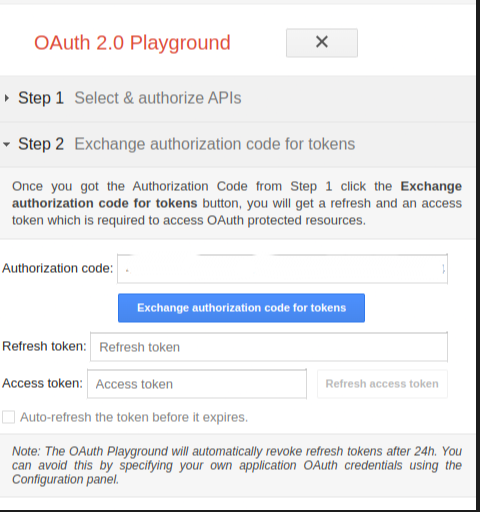 OAuth 2.0 Playground
Step 1 Select & authorize APIs
Step 2 Exchange authorization code for tokens
Once you got the Authorization Code from Step 1 click the Exchange
authorization code for tokens button, you will get a refresh and an access
token which is required to access OAuth protected resources.
Authorization code:
Exchange authorization code for tokens
Refresh token: Refresh token
Access token: Access token Refresh access token
Auto-refresh the token before it expires.
Note: The OAuth Playground will automatically revoke refresh tokens after 24h. You
can avoid this by specifying your own application OAuth credentials using the
Configuration panel.